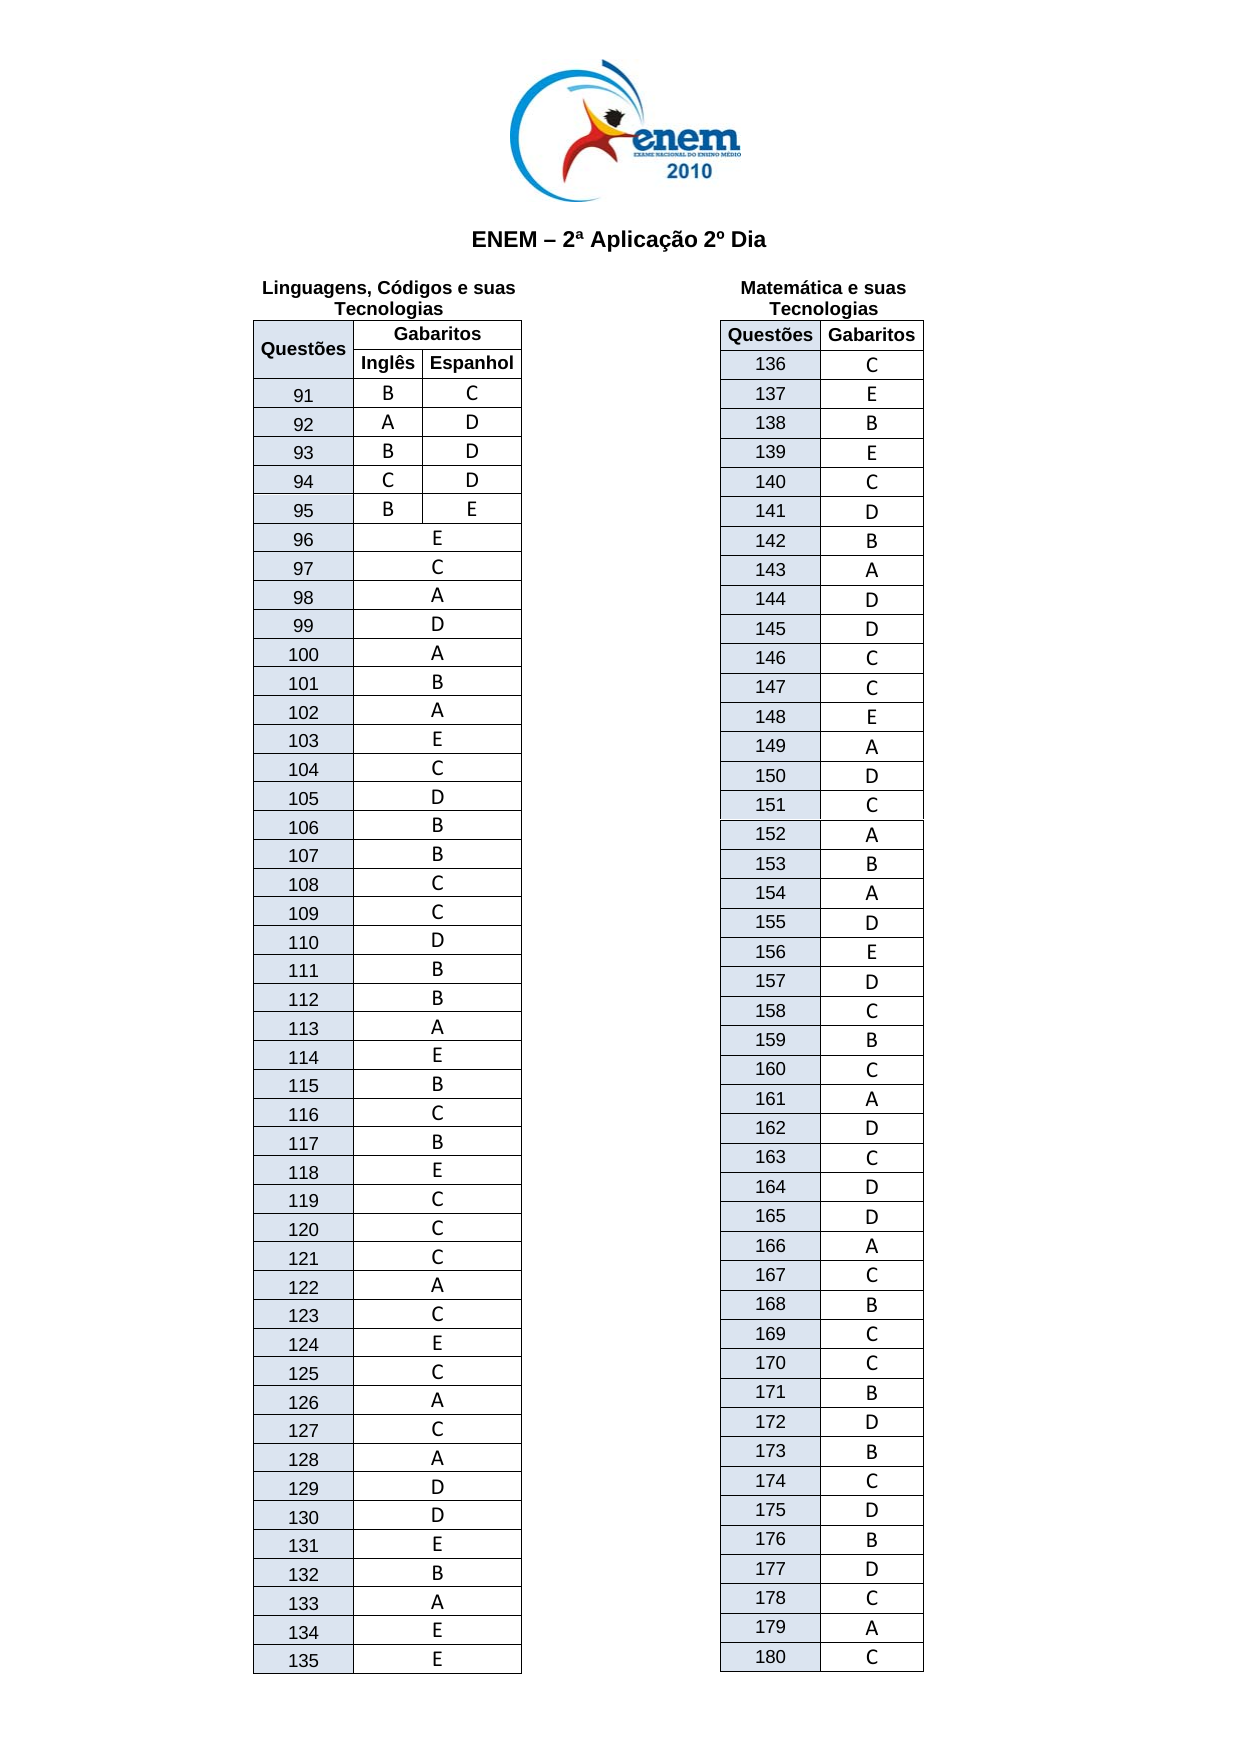 enem
EXAME NACIONAL DO ENSINO MÉDIO
2010
ENEM – 2ª Aplicação 2º Dia
Linguagens, Códigos e suas
Tecnologias
Questões Gabaritos
Inglês Espanhol
91 B C
92 A D
93 B D
94 C D
95 B E
96 E
97 C
98 A
99 D
100 A
101 B
102 A
103 E
104 C
105 D
106 B
107 B
108 C
109 C
110 D
111 B
112 B
113 A
114 E
115 B
116 C
117 B
118 E
119 C
120 C
121 C
122 A
123 C
124 E
125 C
126 A
127 C
128 A
129 D
130 D
131 E
132 B
133 A
134 E
135 E
Matemática e suas
Tecnologias
Questões Gabaritos
136 C
137 E
138 B
139 E
140 C
141 D
142 B
143 A
144 D
145 D
146 C
147 C
148 E
149 A
150 D
151 C
152 A
153 B
154 A
155 D
156 E
157 D
158 C
159 B
160 C
161 A
162 D
163 C
164 D
165 D
166 A
167 C
168 B
169 C
170 C
171 B
172 D
173 B
174 C
175 D
176 B
177 D
178 C
179 A
180 C